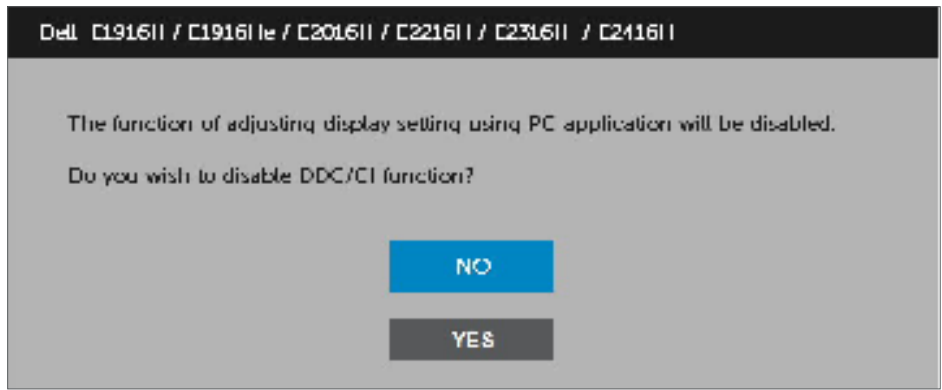 Dell E1916H / E1916He / E2016H / E2216H / E2316H / E2416H
The function of adjusting display setting using PC application will be disabled.
Do you wish to disable DDC/CI function?
NO
YES